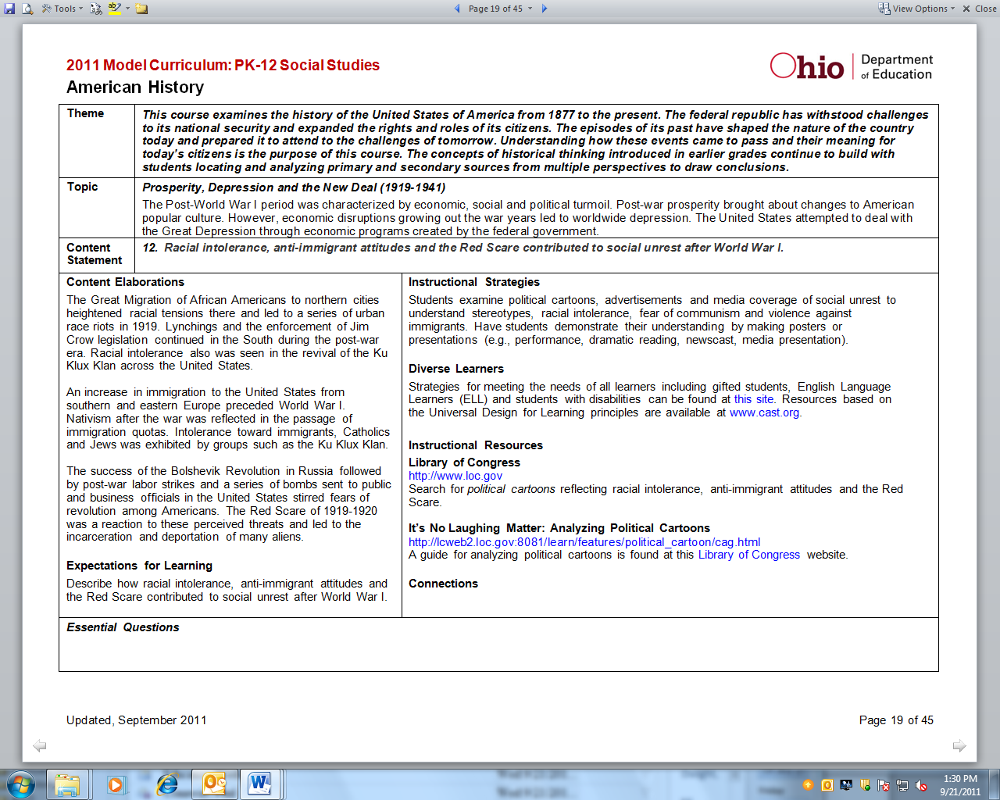 Tools
Page 19 of 45
View Options
Close
2011 Model Curriculum: PK-12 Social Studies
American History
Ohio Department of Education
Theme
This course examines the history of the United States of America from 1877 to the present. The federal republic has withstood challenges
to its national security and expanded the rights and roles of its citizens. The episodes of its past have shaped the nature of the country
today and prepared it to attend to the challenges of tomorrow. Understanding how these events came to pass and their meaning for
today's citizens is the purpose of this course. The concepts of historical thinking introduced in earlier grades continue to build with
students locating and analyzing primary and secondary sources from multiple perspectives to draw conclusions.
Topic
Prosperity, Depression and the New Deal (1919-1941)
The Post-World War I period was characterized by economic, social and political turmoil. Post-war prosperity brought about changes to American
popular culture. However, economic disruptions growing out the war years led to worldwide depression. The United States attempted to deal with
the Great Depression through economic programs created by the federal government.
Content
Statement
12. Racial intolerance, anti-immigrant attitudes and the Red Scare contributed to social unrest after World War I.
Content Elaborations
The Great Migration of African Americans to northern cities
heightened racial tensions there and led to a series of urban
race riots in 1919. Lynchings and the enforcement of Jim
Crow legislation continued in the South during the post-war
era. Racial intolerance also was seen in the revival of the Ku
Klux Klan across the United States.
An increase in immigration to the United States from
southern and eastern Europe preceded World War I.
Nativism after the war was reflected in the passage of
immigration quotas. Intolerance toward immigrants, Catholics
and Jews was exhibited by groups such as the Ku Klux Klan.
The success of the Bolshevik Revolution in Russia followed
by post-war labor strikes and a series of bombs sent to public
and business officials in the United States stirred fears of
revolution among Americans. The Red Scare of 1919-1920
was a reaction to these perceived threats and led to the
incarceration and deportation of many aliens.
Expectations for Learning
Describe how racial intolerance, anti-immigrant attitudes and
the Red Scare contributed to social unrest after World War I.
Instructional Strategies
Students examine political cartoons, advertisements and media coverage of social unrest to
understand stereotypes, racial intolerance, fear of communism and violence against
immigrants. Have students demonstrate their understanding by making posters or
presentations (e.g., performance, dramatic reading, newscast, media presentation).
Diverse Learners
Strategies for meeting the needs of all learners including gifted students, English Language
Learners (ELL) and students with disabilities can be found at this site. Resources based on
the Universal Design for Learning principles are available at www.cast.org.
Instructional Resources
Library of Congress
http://www.loc.gov
Search for political cartoons reflecting racial intolerance, anti-immigrant attitudes and the Red
Scare.
It's No Laughing Matter: Analyzing Political Cartoons
http://lcweb2.loc.gov:8081/learn/features/political_cartoon/cag.html
A guide for analyzing political cartoons is found at this Library of Congress website.
Connections
Essential Questions
Updated, September 2011
Page 19 of 45
1:30 PM
9/21/2011